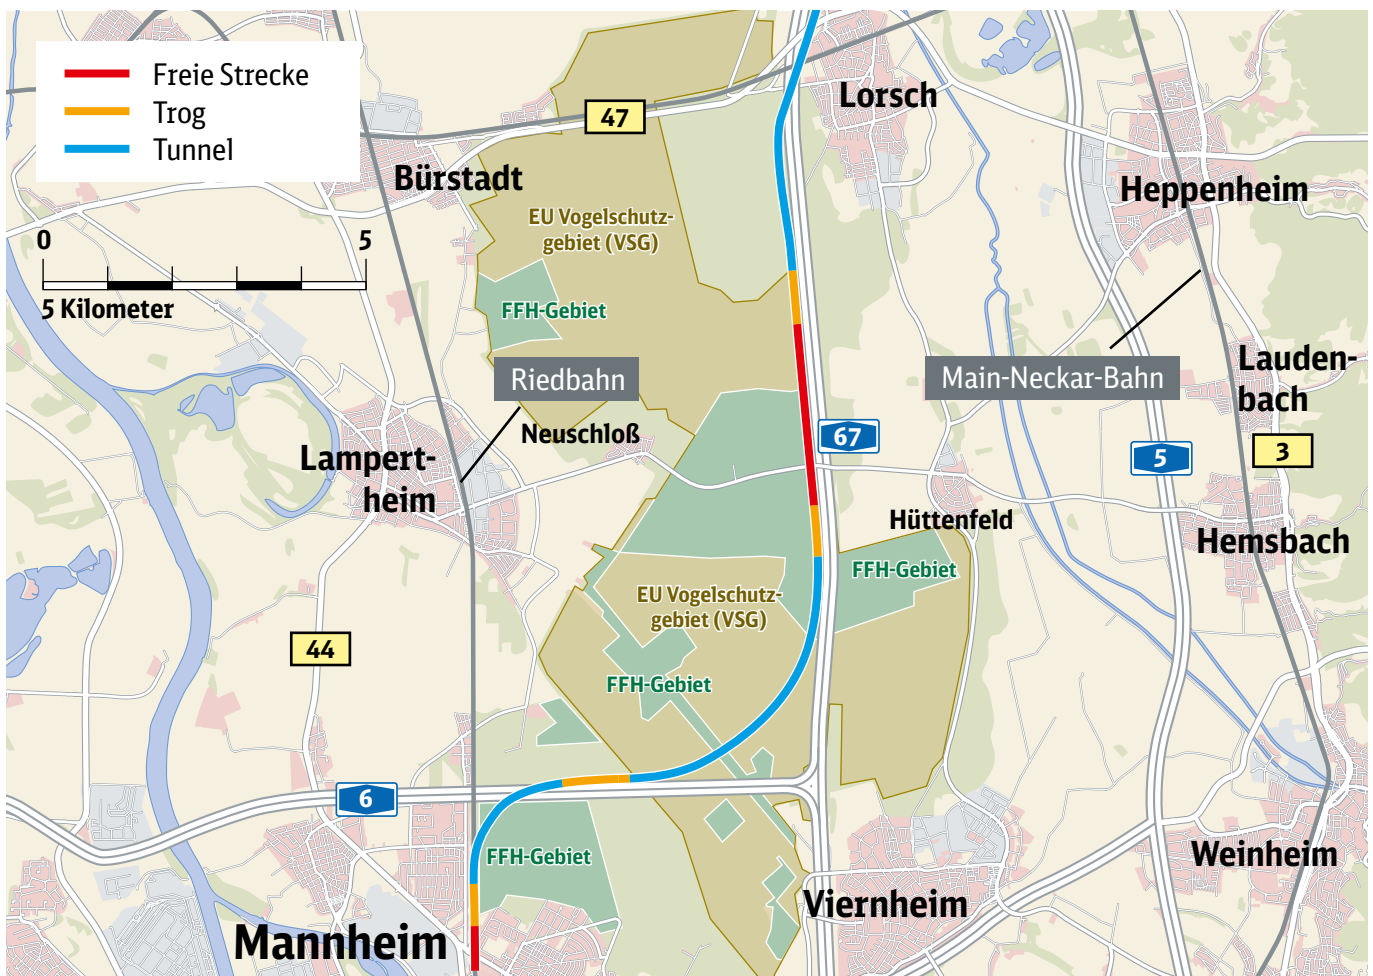 Freie Strecke
Trog
Tunnel
0
5
5 Kilometer
47
Lorsch
Bürstadt
Heppenheim
EU Vogelschutz-
gebiet (VSG)
FFH-Gebiet
Riedbahn
Main-Neckar-Bahn
Lauden-
bach
Neuschloß
67
5
3
Lampert-
heim
Hüttenfeld
Hemsbach
FFH-Gebiet
EU Vogelschutz-
gebiet (VSG)
44
FFH-Gebiet
6
FFH-Gebiet
Weinheim
Viernheim
Mannheim